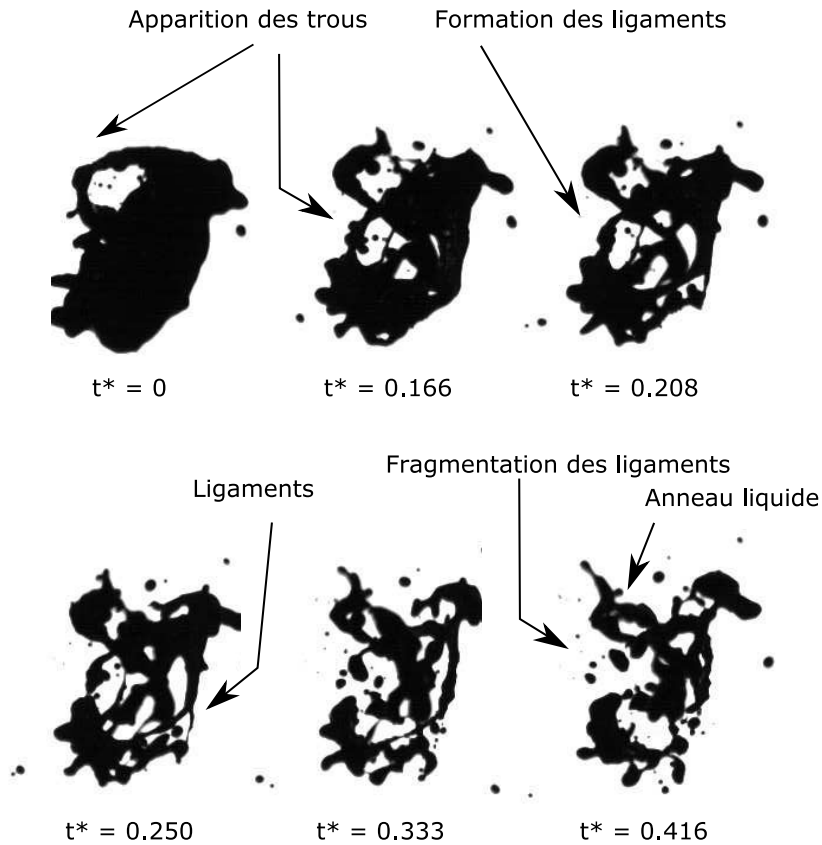 Apparition des trous
Formation des ligaments
t* = 0
t* = 0.166
t* = 0.208
Fragmentation des ligaments
Ligaments
Anneau liquide
t* = 0.250
t* = 0.333
t* = 0.416